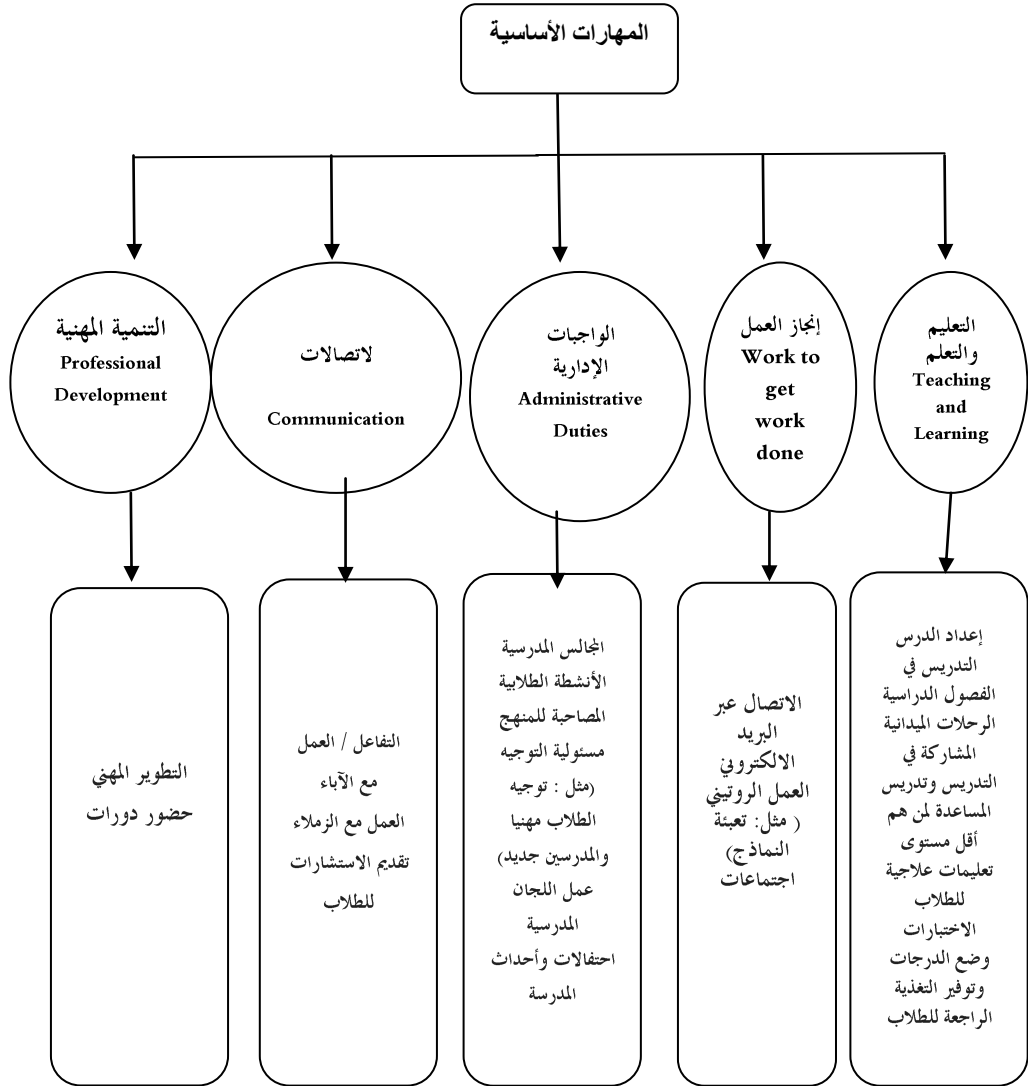 المهارات الأساسية
التعليم
والتعلم
Teaching
and
Learning
إنجاز العمل
Work to
get
work
done
الواجبات
الإدارية
Administrative
Duties
لاتصالات
Communication
التنمية المهنية
Professional
Development
إعداد الدرس
التدريس في
الفصول الدراسية
الرحلات الميدانية
المشاركة في
التدريس وتدريس
المساعدة لمن هم
أقل مستوى
تعليمات علاجية
للطلاب
الاختبارات
وضع الدرجات
وتوفير التغذية
الراجعة للطلاب
الاتصال عبر
البريد
الالكتروني
العمل الروتيني
( مثل: تعبئة
النماذج)
اجتماعات
المجالس المدرسية
الأنشطة الطلابية
المصاحبة للمنهج
مسئولية التوجيه
(مثل : توجيه
الطلاب مهنيا
والمدرسين جديد)
عمل اللجان
المدرسية
احتفالات وأحداث
المدرسة
التفاعل / العمل
مع الآباء
العمل مع الزملاء
تقديم الاستشارات
للطلاب
التطوير المهني
حضور دورات